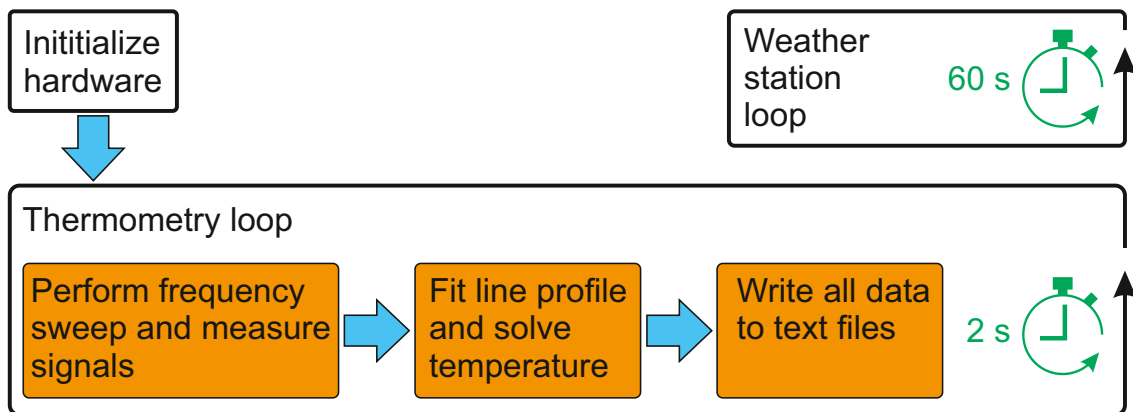 Inititialize
hardware
Weather
station
loop
60 s
Thermometry loop
Perform frequency
sweep and measure
signals
Fit line profile
and solve
temperature
Write all data
to text files
2 s